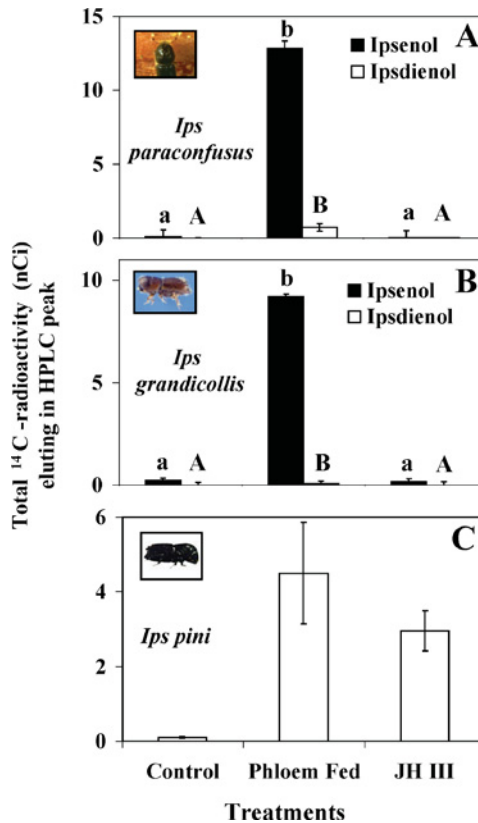 Total ¹⁴C -radioactivity (nCi)
eluting in HPLC peak
A
Ipsenol
Ipsdienol
Ips
paraconfusus
15
10
5
0
a A b B a A
B
Ipsenol
Ipsdienol
Ips
grandicollis
10
5
0
a A b B a A
C
Ips pini
6
4
2
0
Control Phloem Fed JH III
Treatments